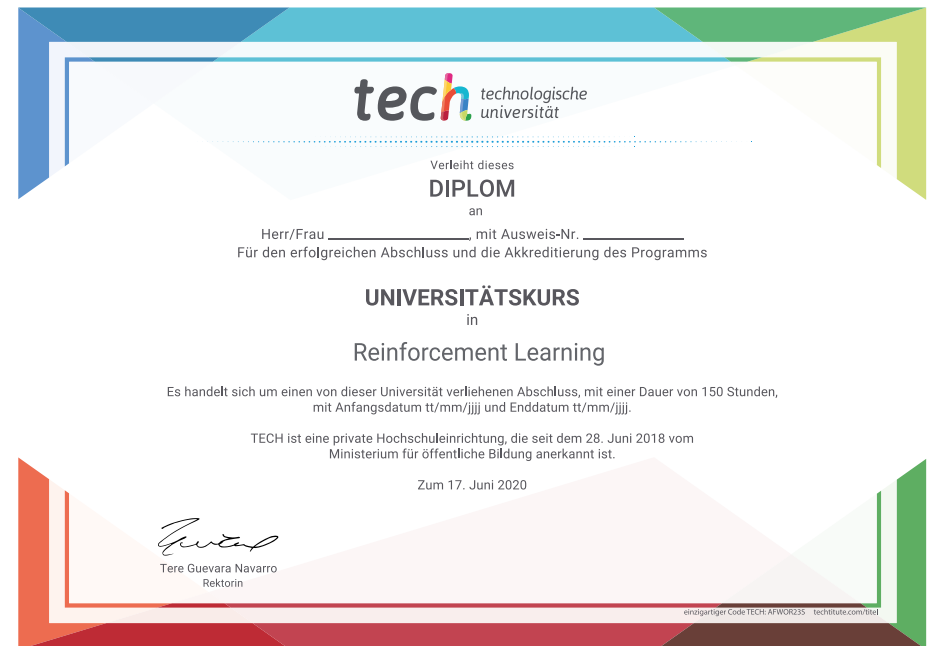 tech technologische
universität
Verleiht dieses
DIPLOM
an
Herr/Frau ____________________, mit Ausweis-Nr. ______________
Für den erfolgreichen Abschluss und die Akkreditierung des Programms
UNIVERSITÄTSKURS
in
Reinforcement Learning
Es handelt sich um einen von dieser Universität verliehenen Abschluss, mit einer Dauer von 150 Stunden,
mit Anfangsdatum tt/mm/jjjj und Enddatum tt/mm/jjjj.
TECH ist eine private Hochschuleinrichtung, die seit dem 28. Juni 2018 vom
Ministerium für öffentliche Bildung anerkannt ist.
Zum 17. Juni 2020
Tere Guevara Navarro
Rektorin
einzigartiger Code TECH: AFWOR23S techtitute.com/titel